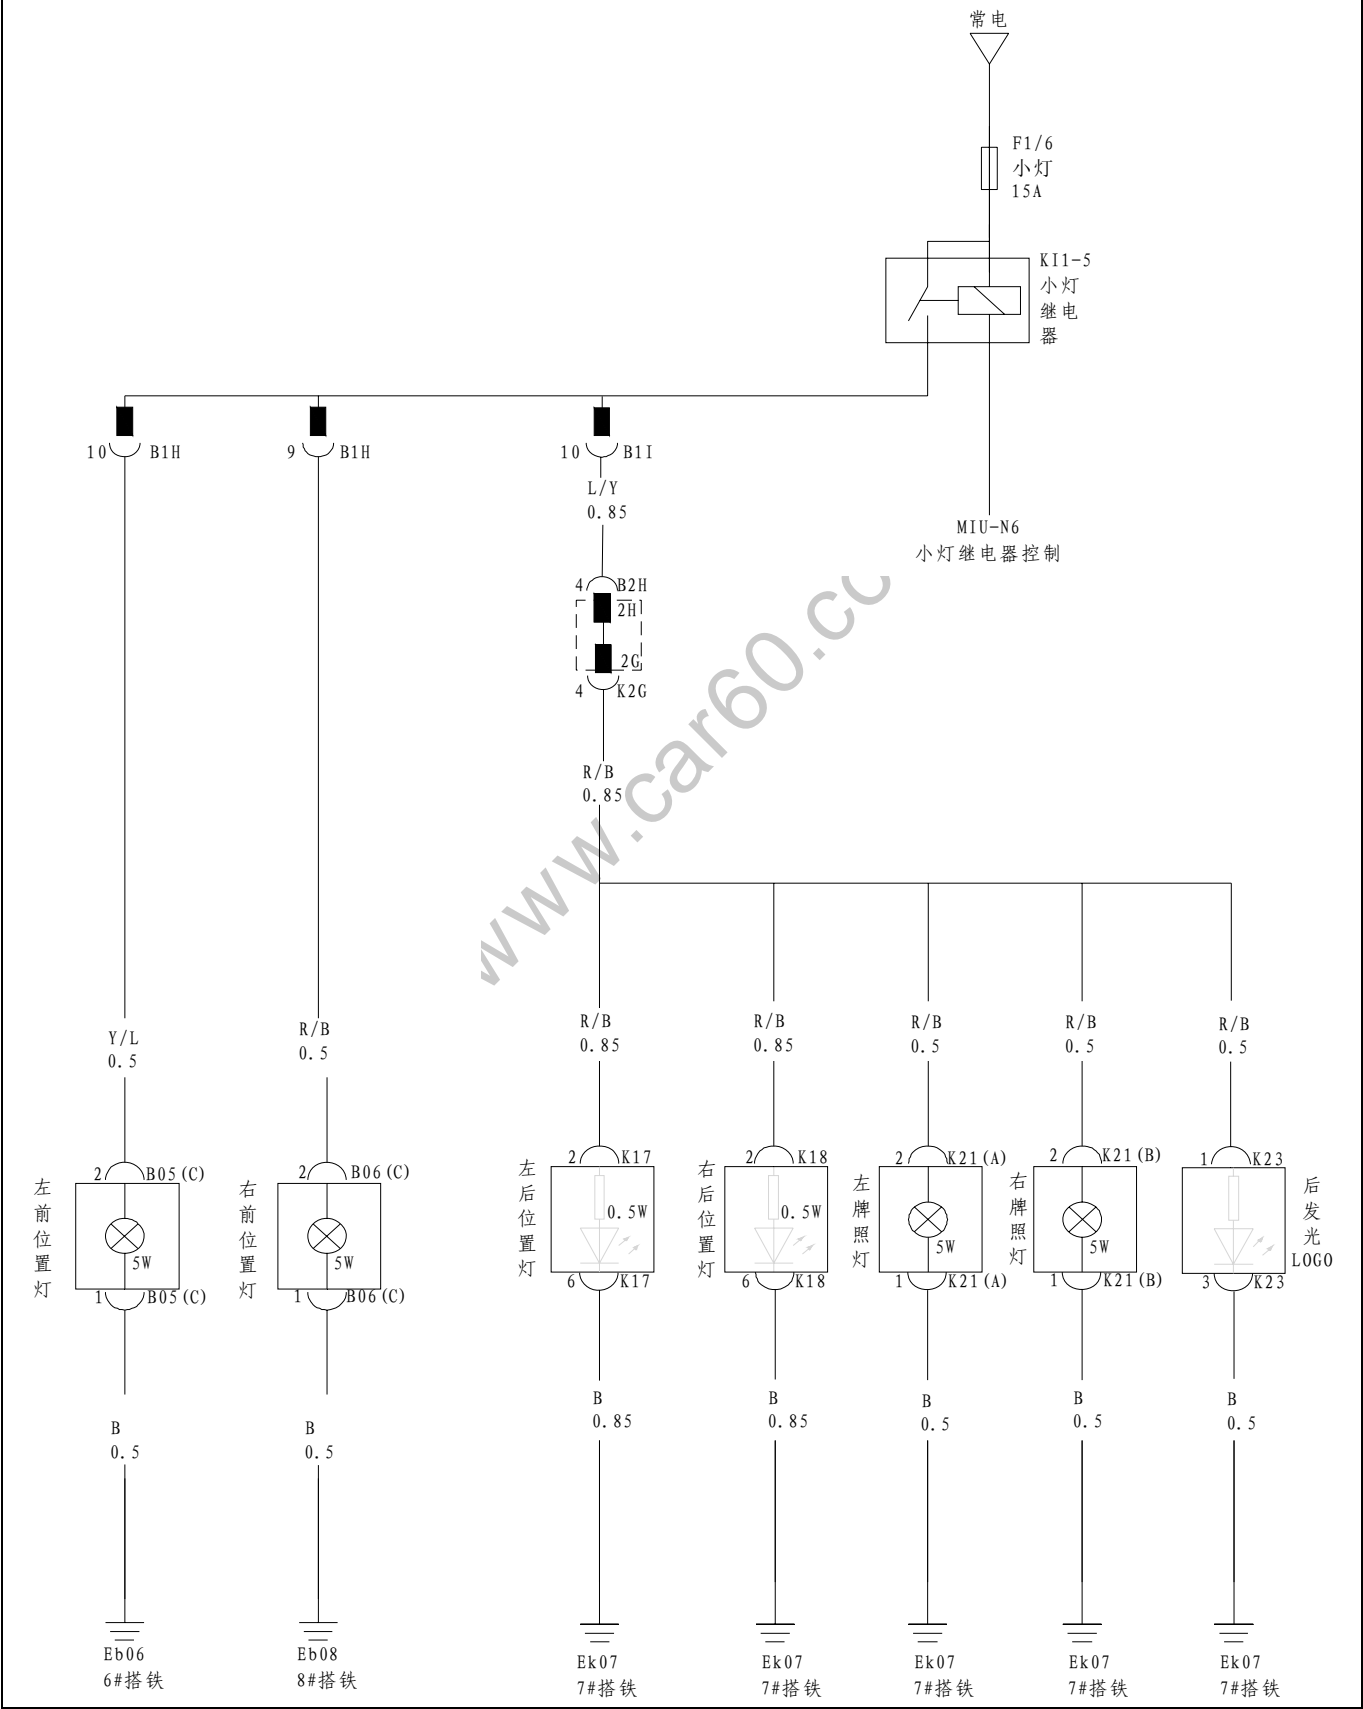 常电
F1/6
小灯
15A
KI1-5
小灯
继电
器
10 B1H
9 B1H
10 B1I
L/Y
0.85
MIU-N6
小灯继电器控制
4 B2H
2H
2G
4 K2G
www.car60.co
R/B
0.85
Y/L
0.5
R/B
0.5
R/B
0.85
R/B
0.85
R/B
0.5
R/B
0.5
R/B
0.5
2 B05(C)
左前位置灯
5W
1 B05(C)
2 B06(C)
右前位置灯
5W
1 B06(C)
2 K17
左后位置灯
0.5W
6 K17
2 K18
右后位置灯
0.5W
6 K18
2 K21(A)
左牌照灯
5W
1 K21(A)
2 K21(B)
右牌照灯
5W
1 K21(B)
1 K23
后发光
LOGO
3 K23
B
0.5
B
0.5
B
0.85
B
0.85
B
0.5
B
0.5
B
0.5
Eb06
6#搭铁
Eb08
8#搭铁
Ek07
7#搭铁
Ek07
7#搭铁
Ek07
7#搭铁
Ek07
7#搭铁
Ek07
7#搭铁